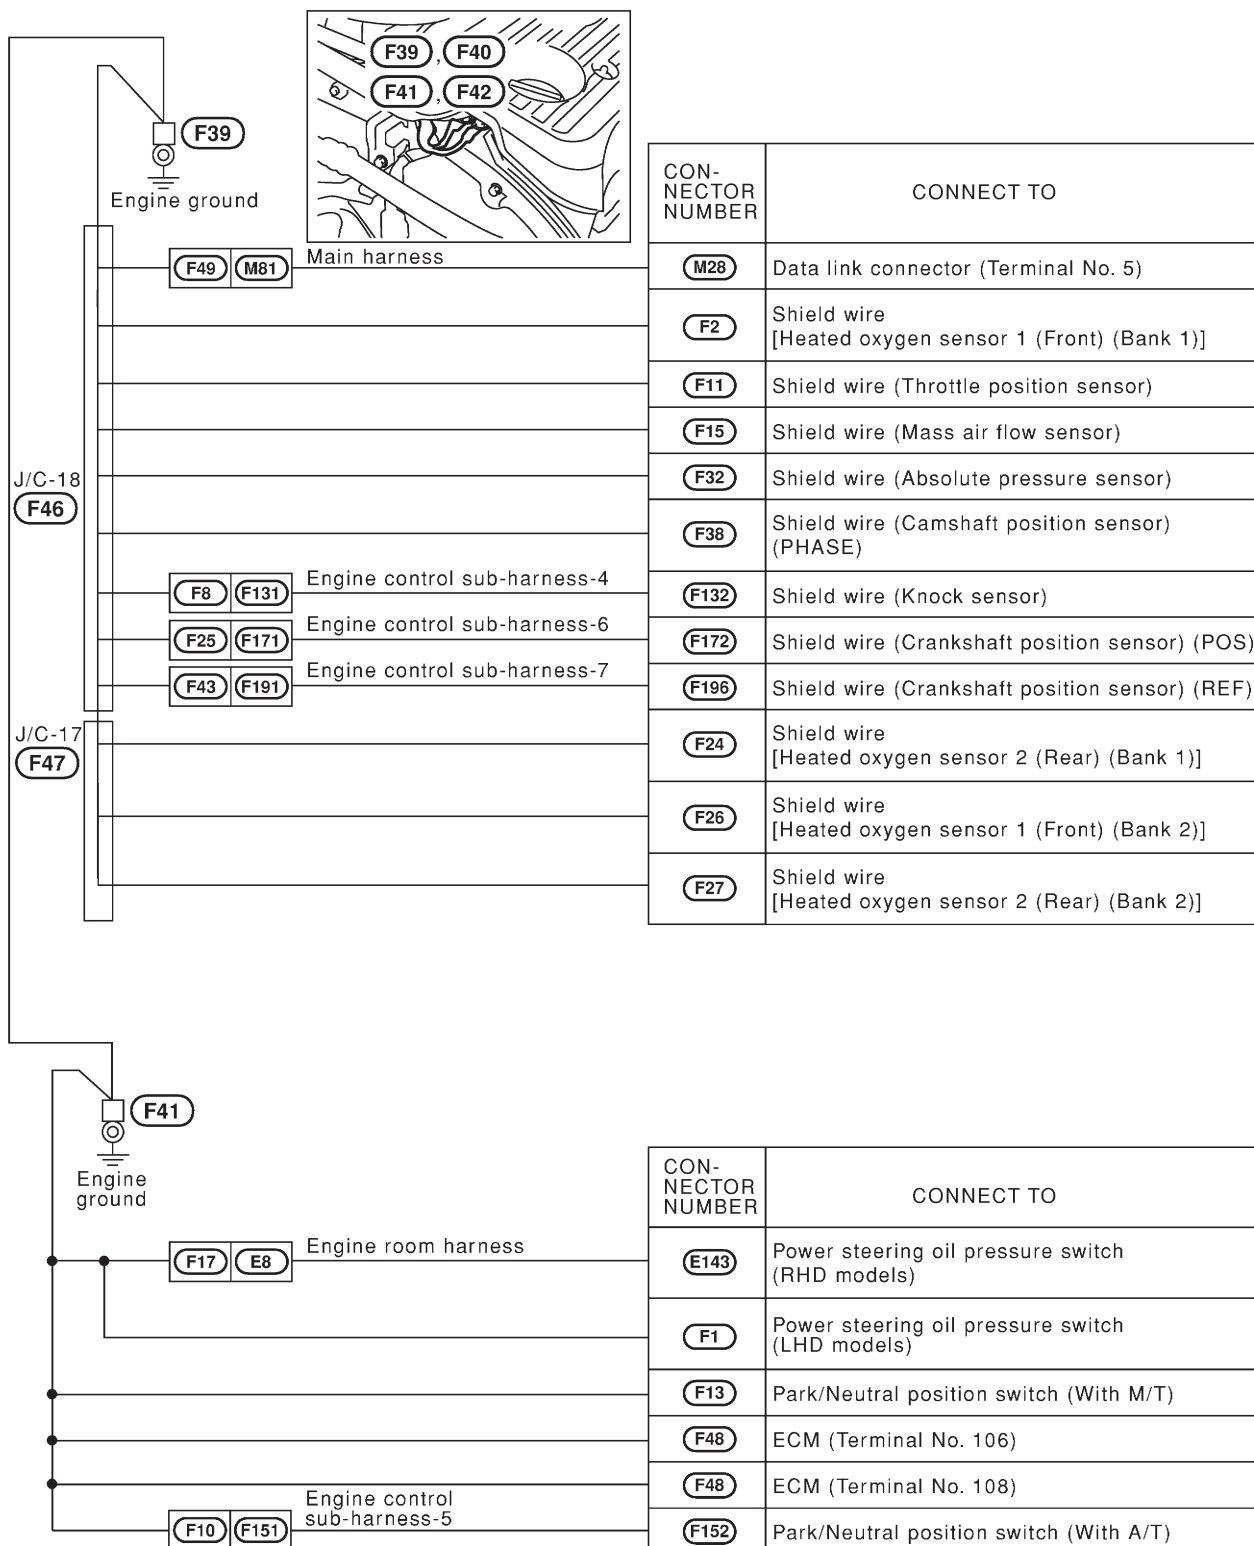 F39 , F40
F41 , F42
F39
Engine ground
CON-
NECTOR
NUMBER
CONNECT TO
F49 M81
Main harness
M28
Data link connector (Terminal No. 5)
F2
Shield wire
[Heated oxygen sensor 1 (Front) (Bank 1)]
F11
Shield wire (Throttle position sensor)
F15
Shield wire (Mass air flow sensor)
J/C-18
F46
F32
Shield wire (Absolute pressure sensor)
F38
Shield wire (Camshaft position sensor)
(PHASE)
F8 F131
Engine control sub-harness-4
F132
Shield wire (Knock sensor)
F25 F171
Engine control sub-harness-6
F172
Shield wire (Crankshaft position sensor) (POS)
F43 F191
Engine control sub-harness-7
F196
Shield wire (Crankshaft position sensor) (REF)
J/C-17
F47
F24
Shield wire
[Heated oxygen sensor 2 (Rear) (Bank 1)]
F26
Shield wire
[Heated oxygen sensor 1 (Front) (Bank 2)]
F27
Shield wire
[Heated oxygen sensor 2 (Rear) (Bank 2)]
F41
Engine
ground
CON-
NECTOR
NUMBER
CONNECT TO
F17 E8
Engine room harness
E143
Power steering oil pressure switch
(RHD models)
F1
Power steering oil pressure switch
(LHD models)
F13
Park/Neutral position switch (With M/T)
F48
ECM (Terminal No. 106)
F48
ECM (Terminal No. 108)
F10 F151
Engine control
sub-harness-5
F152
Park/Neutral position switch (With A/T)